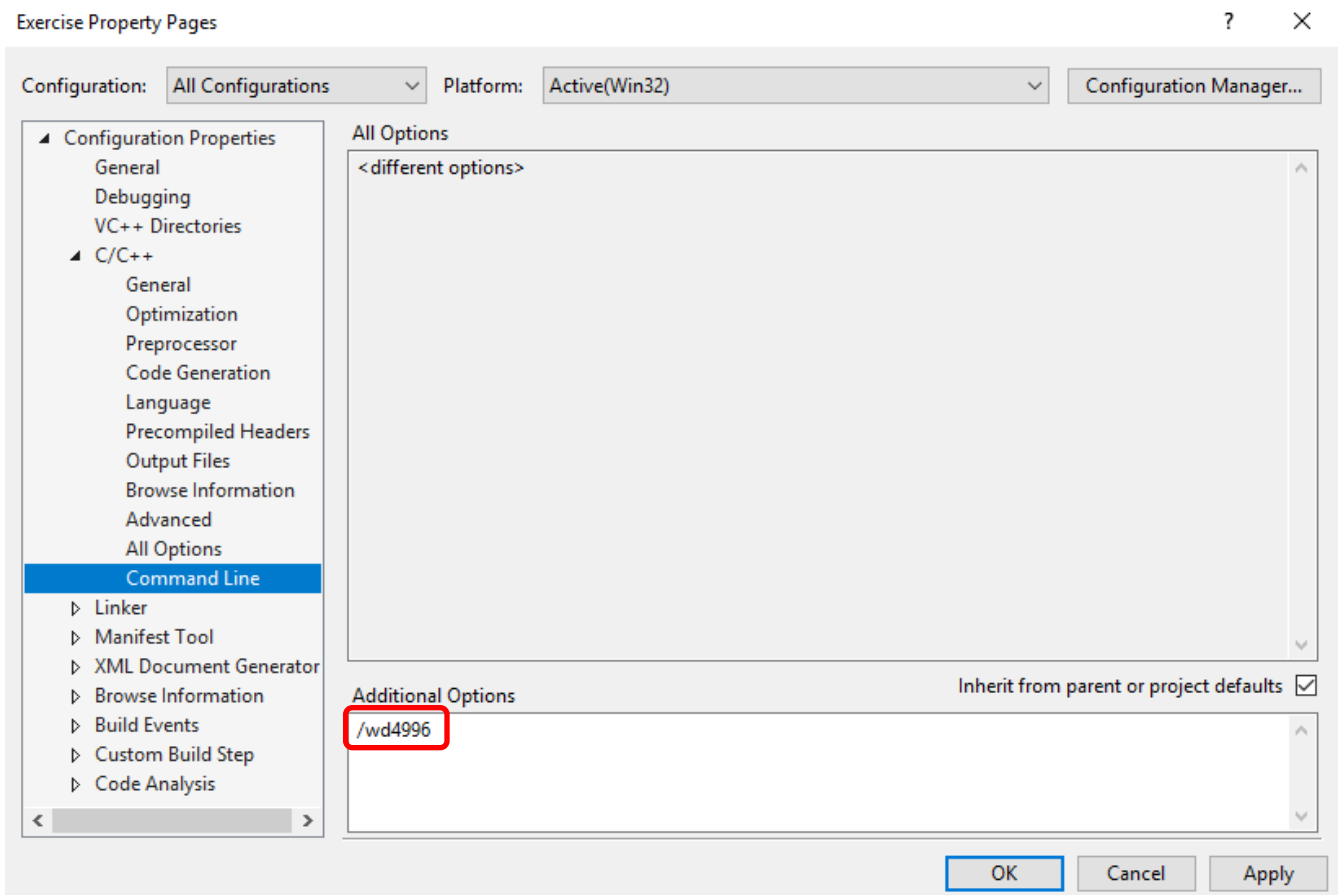 Exercise Property Pages
?
Configuration: All Configurations Platform: Active(Win32) Configuration Manager...
Configuration Properties
General
Debugging
VC++ Directories
C/C++
General
Optimization
Preprocessor
Code Generation
Language
Precompiled Headers
Output Files
Browse Information
Advanced
All Options
Command Line
Linker
Manifest Tool
XML Document Generator
Browse Information
Build Events
Custom Build Step
Code Analysis
All Options
<different options>
Additional Options
Inherit from parent or project defaults
/wd4996
OK Cancel Apply